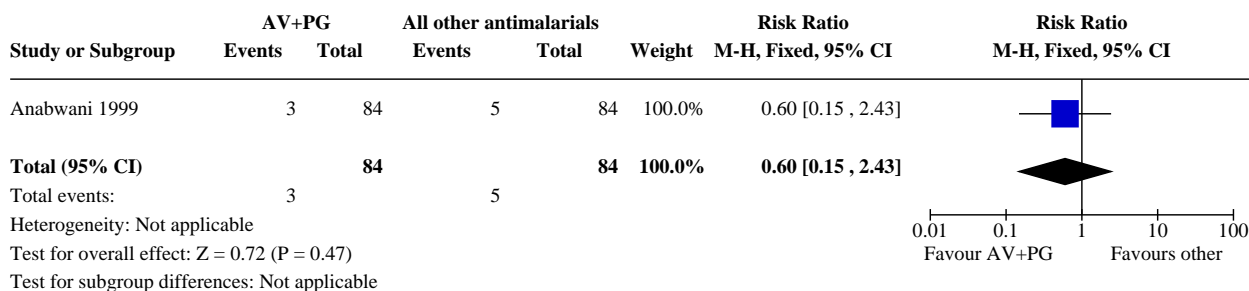 AV+PG All other antimalarials Risk Ratio Risk Ratio
Study or Subgroup Events Total Events Total Weight M-H, Fixed, 95% CI M-H, Fixed, 95% CI
Anabwani 1999 3 84 5 84 100.0% 0.60 [0.15 , 2.43]
Total (95% CI) 84 84 100.0% 0.60 [0.15 , 2.43]
Total events: 3 5
Heterogeneity: Not applicable
0.01 0.1 1 10 100
Test for overall effect: Z = 0.72 (P = 0.47)
Favour AV+PG Favours other
Test for subgroup differences: Not applicable